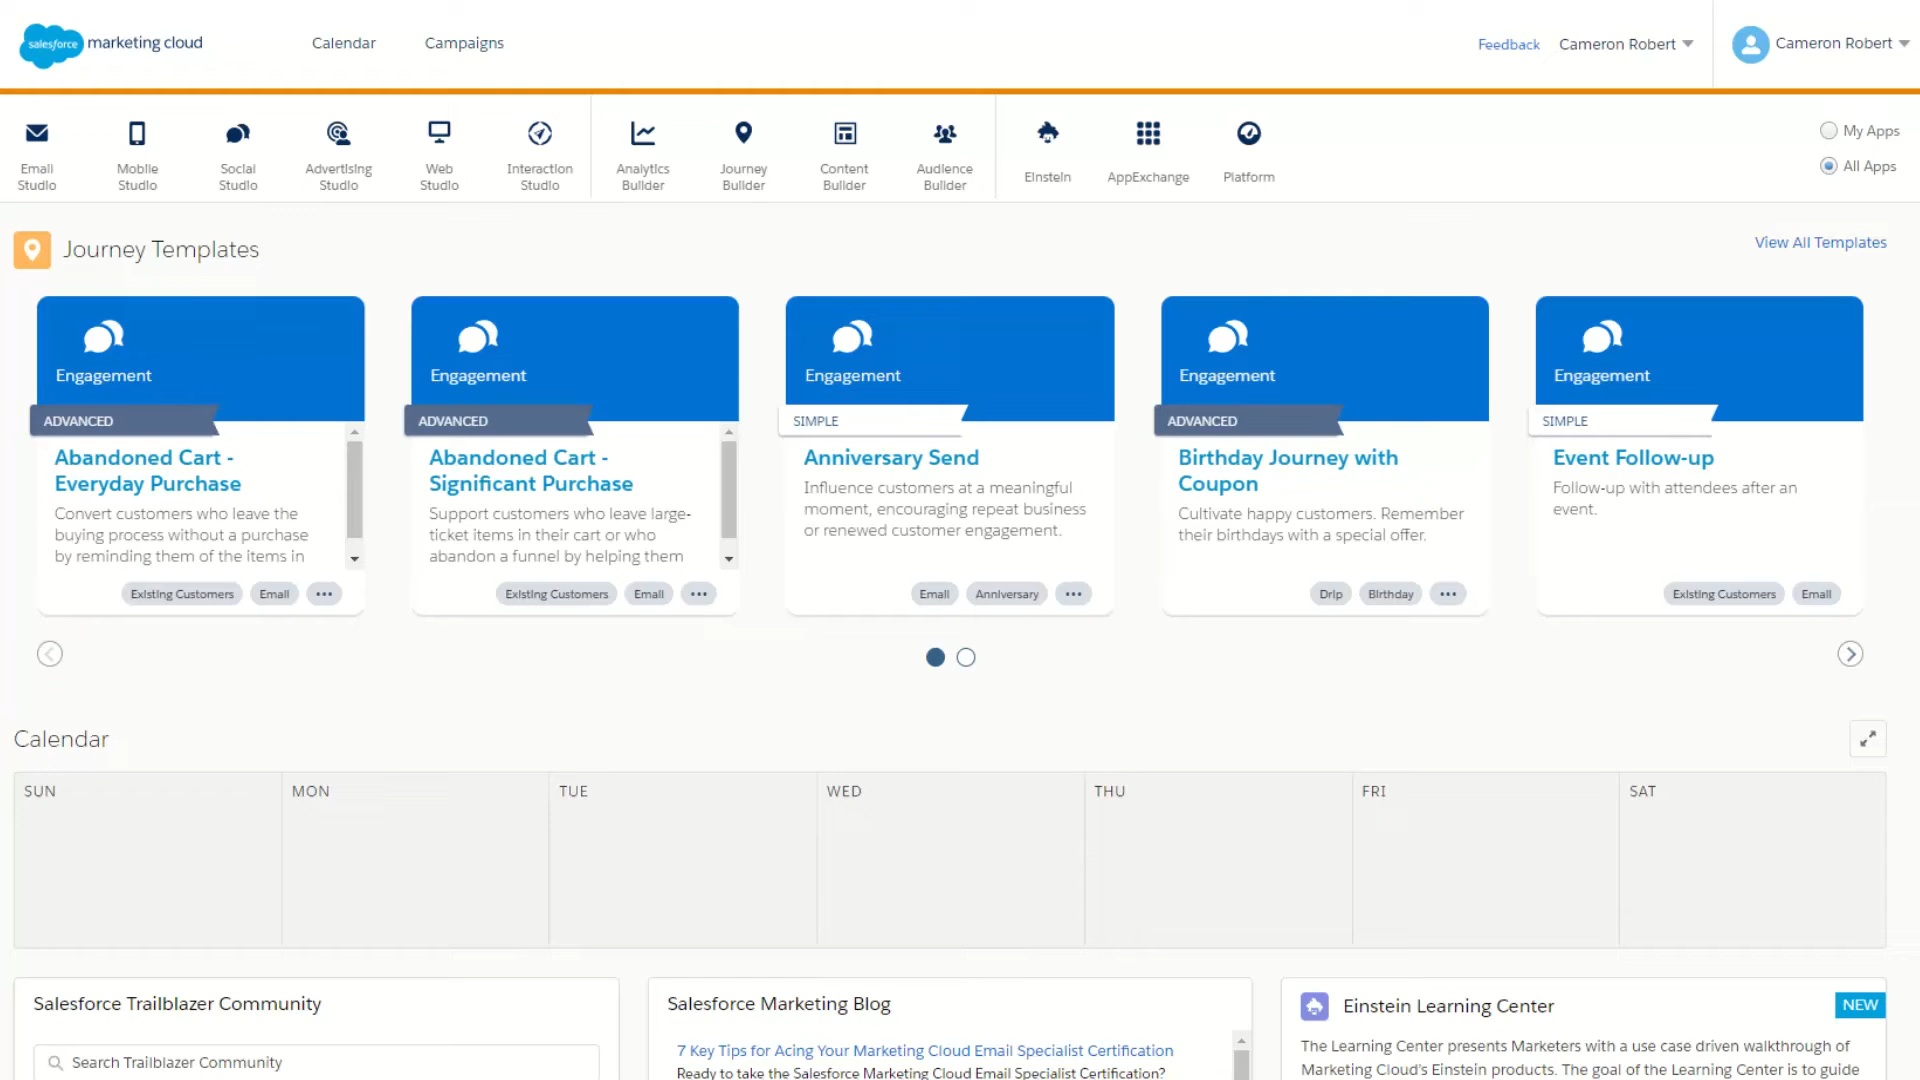 salesforce marketing cloud
Calendar
Campaigns
Feedback
Cameron Robert
Cameron Robert
Email Studio
Mobile Studio
Social Studio
Advertising Studio
Web Studio
Interaction Studio
Analytics Builder
Journey Builder
Content Builder
Audience Builder
Einstein
AppExchange
Platform
My Apps
All Apps
Journey Templates
View All Templates
Engagement
ADVANCED
Abandoned Cart -
Everyday Purchase
Convert customers who leave the
buying process without a purchase
by reminding them of the items in
Existing Customers
Email
•••
Engagement
ADVANCED
Abandoned Cart -
Significant Purchase
Support customers who leave large-
ticket items in their cart or who
abandon a funnel by helping them
Existing Customers
Email
•••
Engagement
SIMPLE
Anniversary Send
Influence customers at a meaningful
moment, encouraging repeat business
or renewed customer engagement.
Email
Anniversary
•••
Engagement
ADVANCED
Birthday Journey with
Coupon
Cultivate happy customers. Remember
their birthdays with a special offer.
Drip
Birthday
•••
Engagement
SIMPLE
Event Follow-up
Follow-up with attendees after an
event.
Existing Customers
Email
Calendar
SUN
MON
TUE
WED
THU
FRI
SAT
Salesforce Trailblazer Community
Search Trailblazer Community
Salesforce Marketing Blog
7 Key Tips for Acing Your Marketing Cloud Email Specialist Certification
Ready to take the Salesforce Marketing Cloud Email Specialist Certification?
Einstein Learning Center
NEW
The Learning Center presents Marketers with a use case driven walkthrough of
Marketing Cloud's Einstein products. The goal of the Learning Center is to guide